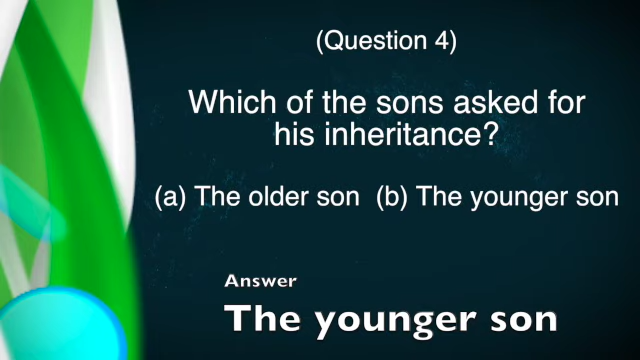 (Question 4)
Which of the sons asked for
his inheritance?
(a) The older son  (b) The younger son
Answer
The younger son